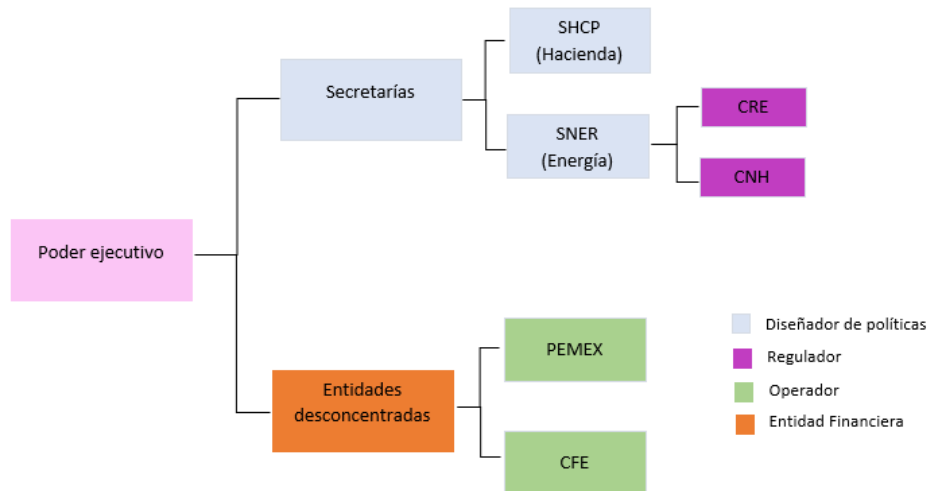 SHCP
(Hacienda)
Secretarías
SNER
(Energía)
CRE
CNH
Poder ejecutivo
PEMEX
Entidades
desconcentradas
CFE
Diseñador de políticas
Regulador
Operador
Entidad Financiera